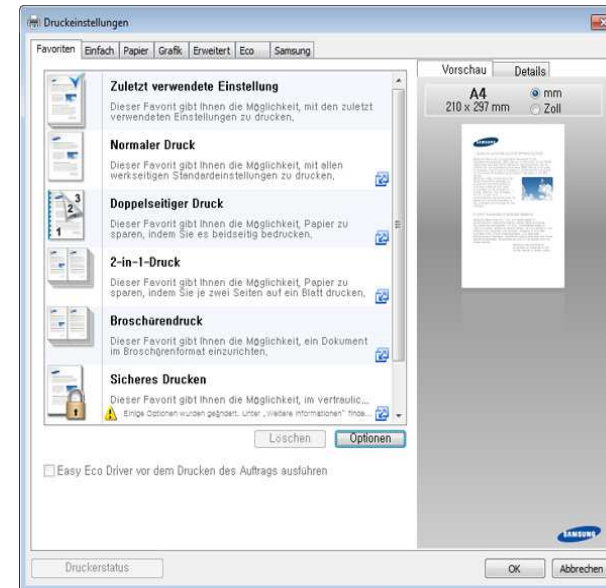 Druckeinstellungen
Favoriten Einfach Papier Grafik Erweitert Eco Samsung
Zuletzt verwendete Einstellung
Dieser Favorit gibt Ihnen die Möglichkeit, mit den zuletzt
verwendeten Einstellungen zu drucken,
Normaler Druck
Dieser Favorit gibt Ihnen die Möglichkeit, mit allen
werkseitigen Standardeinstellungen zu drucken,
Doppelseitiger Druck
Dieser Favorit gibt Ihnen die Möglichkeit, Papier zu
sparen, indem Sie es beidseitig bedrucken,
2-in-1-Druck
Dieser Favorit gibt Ihnen die Möglichkeit, Papier zu
sparen, indem Sie je zwei Seiten auf ein Blatt drucken,
Broschürendruck
Dieser Favorit gibt Ihnen die Möglichkeit, ein Dokument
im Broschürenformat einzurichten,
Sicheres Drucken
Dieser Favorit gibt Ihnen die Möglichkeit, im vertraulic...
Einige Optionen wurden geändert. Unter „Weitere Informationen" finde...
Löschen Optionen
Easy Eco Driver vor dem Drucken des Auftrags ausführen
Druckerstatus
Vorschau Details
A4
210 x 297 mm
mm
Zoll
SAMSUNG
OK Abbrechen
1 2 3